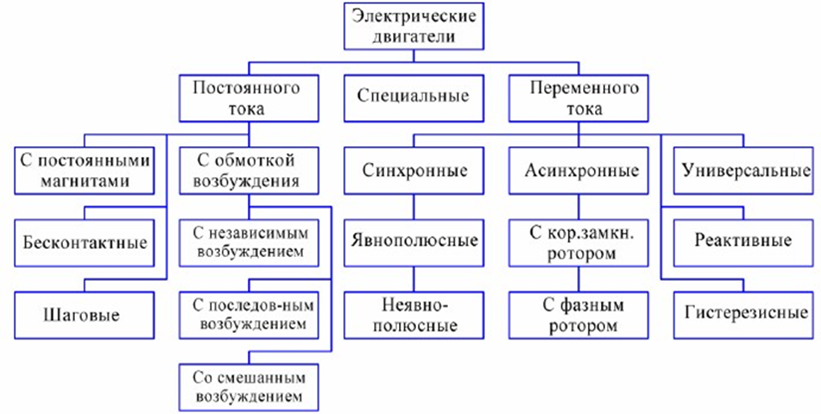 Электрические
двигатели
Постоянного
тока
Специальные
Переменного
тока
С постоянными
магнитами
С обмоткой
возбуждения
Синхронные
Асинхронные
Универсальные
Бесконтактные
С независимым
возбуждением
Явнополюсные
С кор.замкн.
ротором
Реактивные
Шаговые
С последов-ным
возбуждением
Неявно-
полюсные
С фазным
ротором
Гистерезисные
Со смешанным
возбуждением